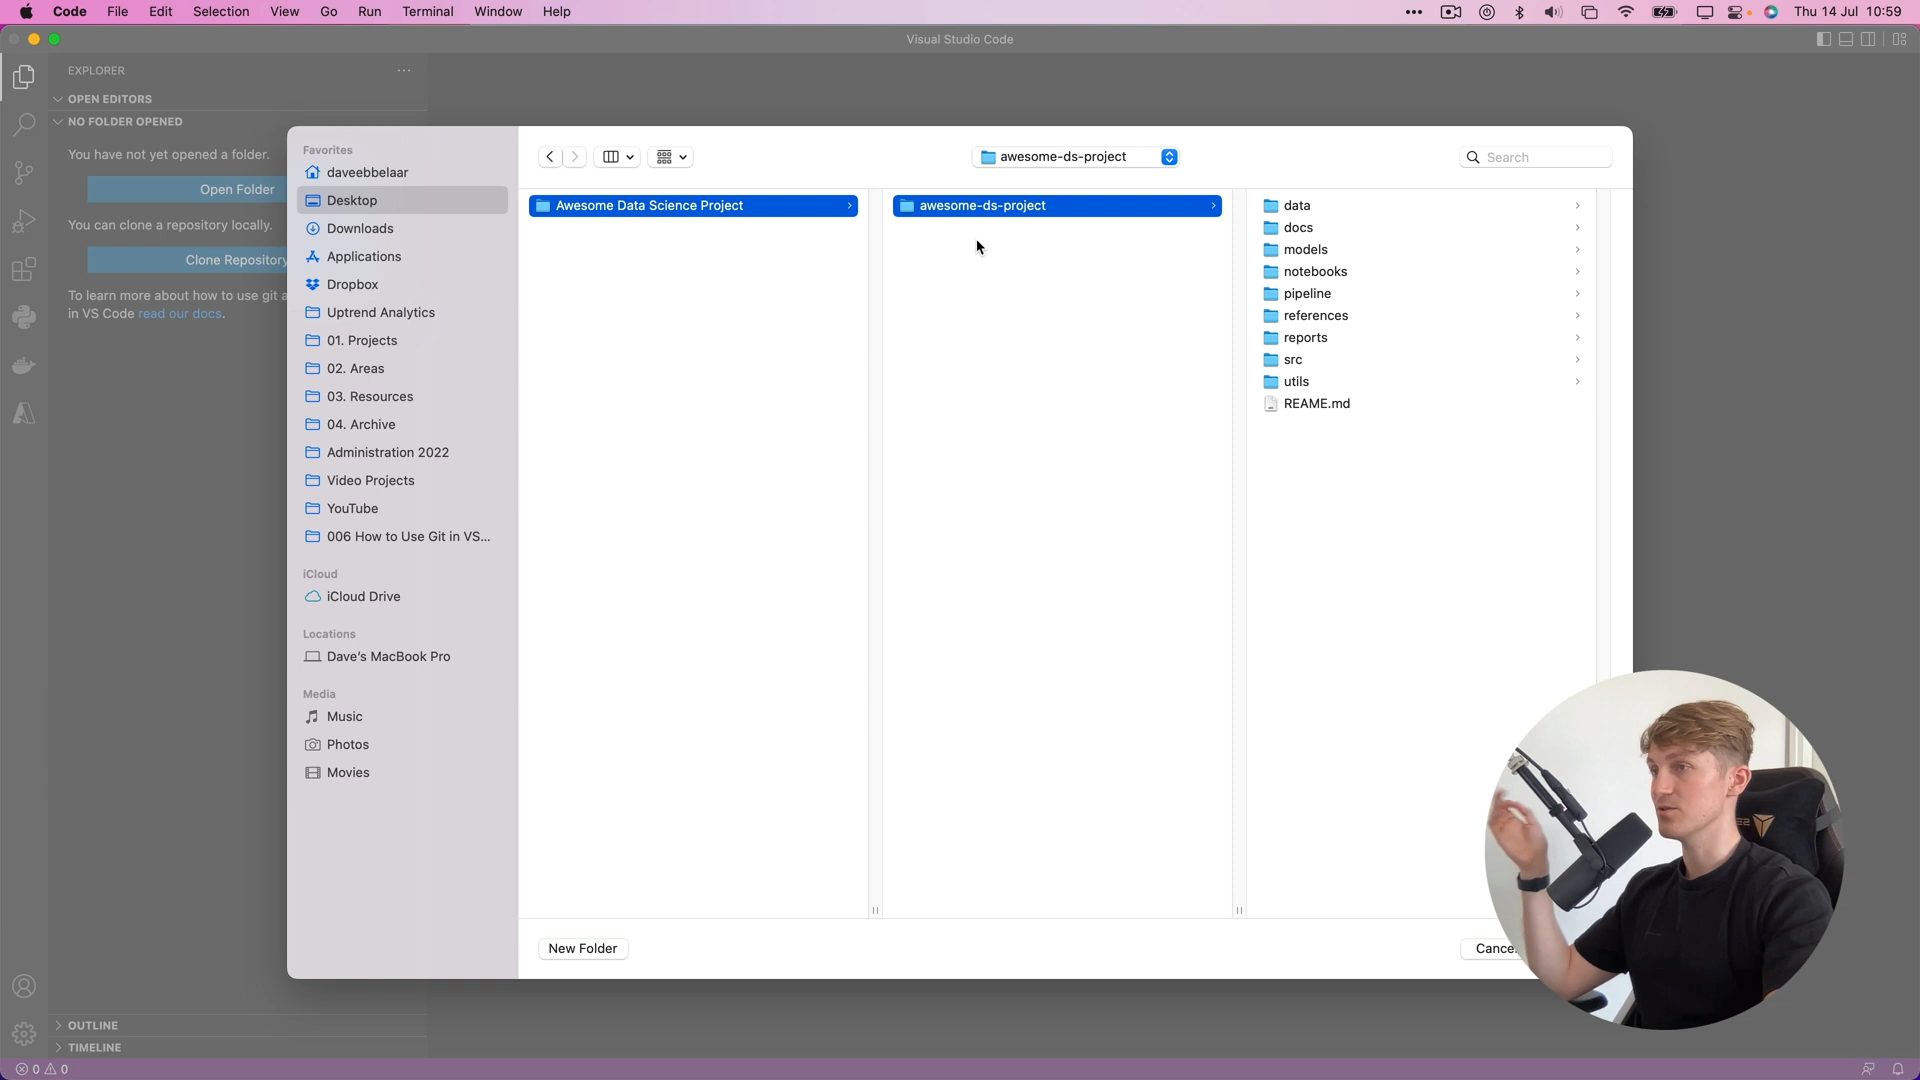 Code File Edit Selection View Go Run Terminal Window Help
Thu 14 Jul 10:59
Visual Studio Code
EXPLORER
OPEN EDITORS
NO FOLDER OPENED
You have not yet opened a folder.
Open Folder
You can clone a repository locally.
Clone Repository
To learn more about how to use git a
in VS Code read our docs.
OUTLINE
TIMELINE
0 0
Favorites
daveebbelaar
Desktop
Downloads
Applications
Dropbox
Uptrend Analytics
01. Projects
02. Areas
03. Resources
04. Archive
Administration 2022
Video Projects
YouTube
006 How to Use Git in VS...
iCloud
iCloud Drive
Locations
Dave's MacBook Pro
Media
Music
Photos
Movies
awesome-ds-project
Search
Awesome Data Science Project
awesome-ds-project
data
docs
models
notebooks
pipeline
references
reports
src
utils
REAME.md
New Folder
Cancel